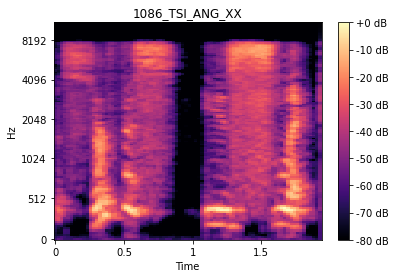 1086_TSI_ANG_XX
Hz
8192
4096
2048
1024
512
0
0
0.5
1
1.5
Time
+0 dB
-10 dB
-20 dB
-30 dB
-40 dB
-50 dB
-60 dB
-70 dB
-80 dB